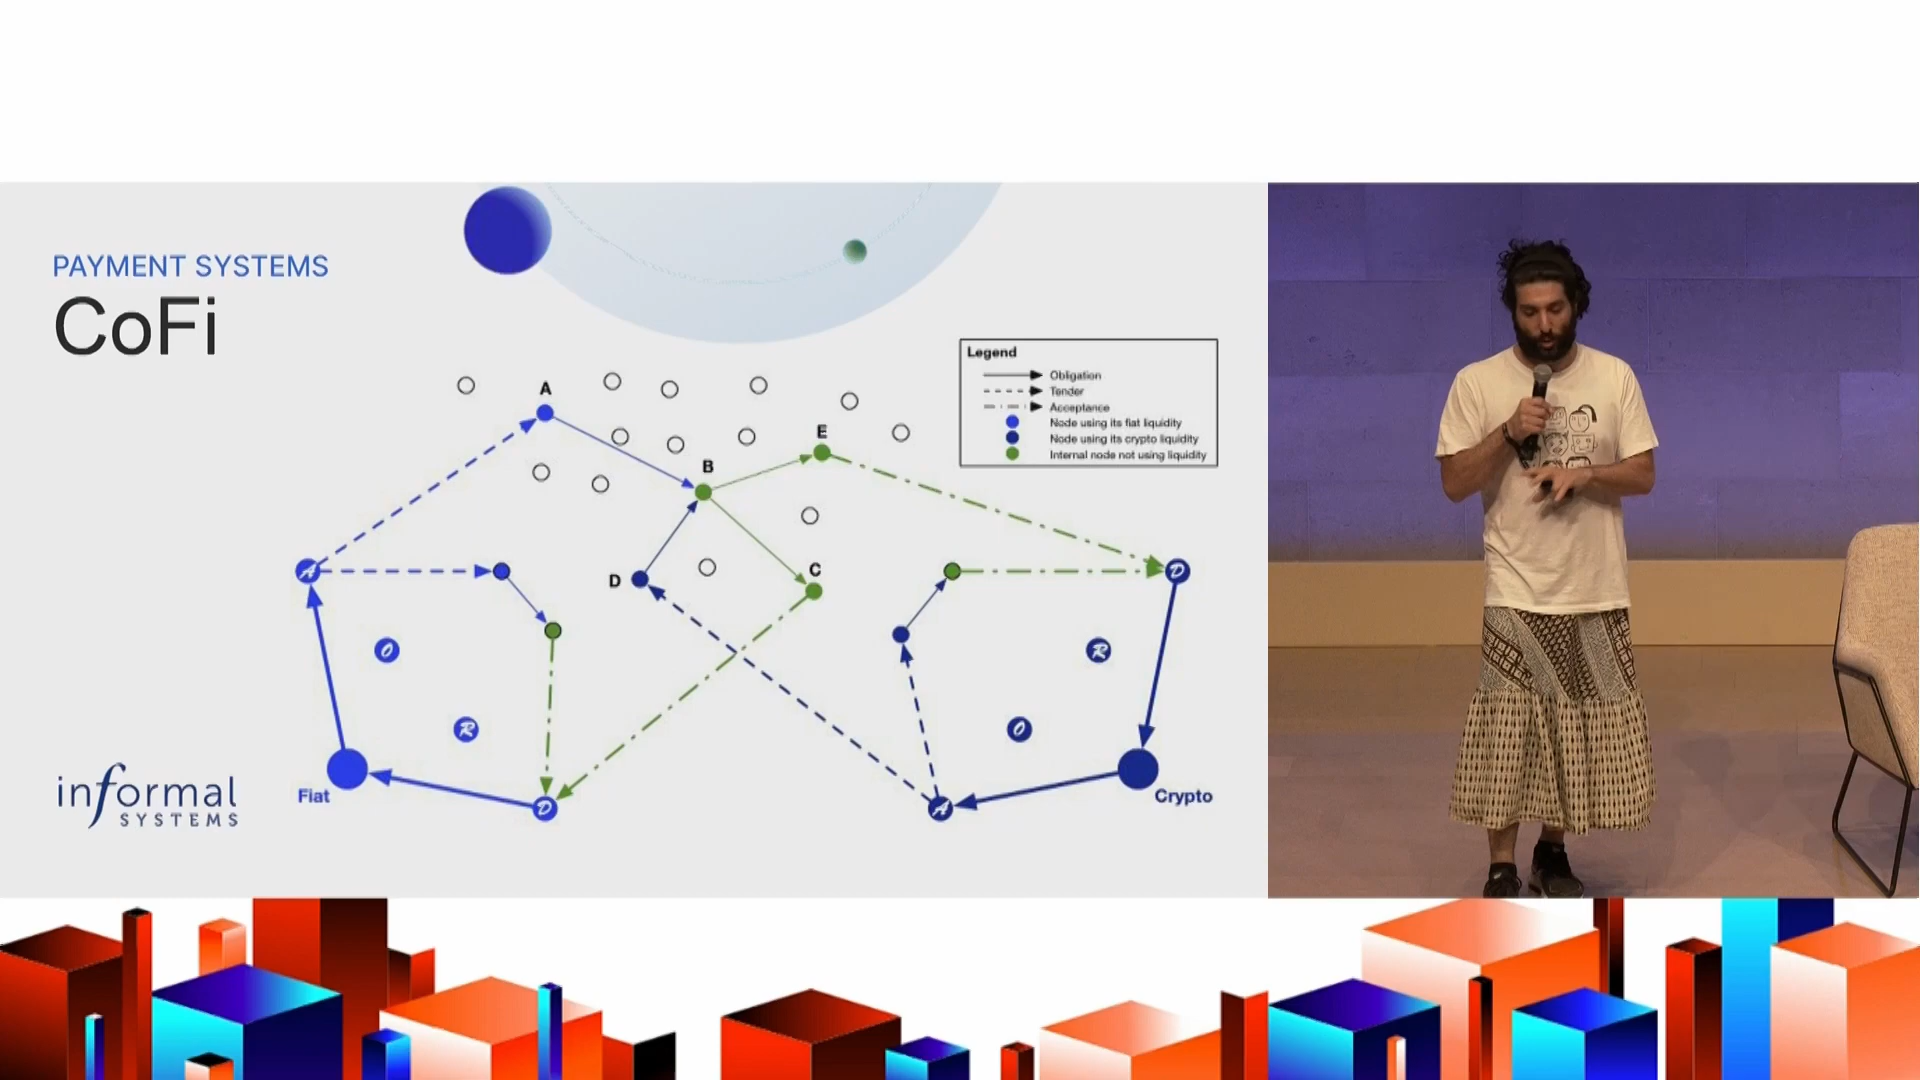 PAYMENT SYSTEMS
CoFi
Legend
Obligation
Tender
Acceptance
Node using its fiat liquidity
Node using its crypto liquidity
Internal node not using liquidity
A
E
B
D
C
A
D
O
R
R
O
Fiat
D
A
Crypto
informal
SYSTEMS